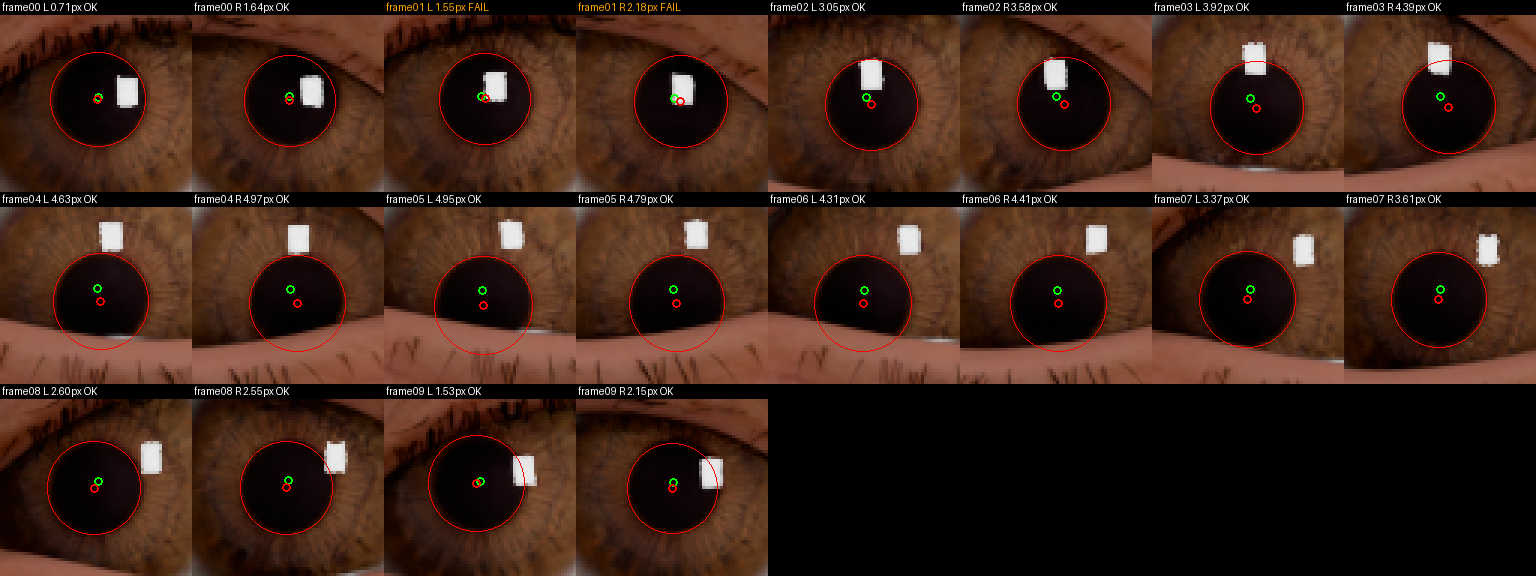 frame00 L 0.71px OK
frame00 R 1.64px OK
frame01 L 1.55px FAIL
frame01 R 2.18px FAIL
frame02 L 3.05px OK
frame02 R 3.58px OK
frame03 L 3.92px OK
frame03 R 4.39px OK
frame04 L 4.63px OK
frame04 R 4.97px OK
frame05 L 4.95px OK
frame05 R 4.79px OK
frame06 L 4.31px OK
frame06 R 4.41px OK
frame07 L 3.37px OK
frame07 R 3.61px OK
frame08 L 2.60px OK
frame08 R 2.55px OK
frame09 L 1.53px OK
frame09 R 2.15px OK